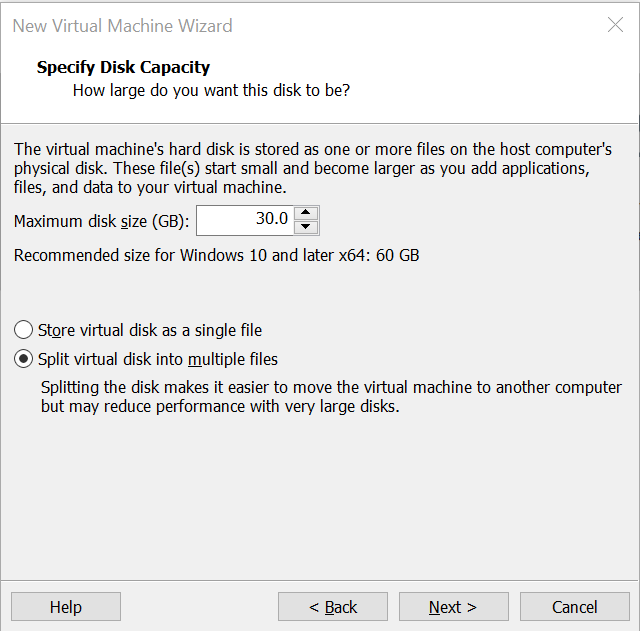 New Virtual Machine Wizard
Specify Disk Capacity
How large do you want this disk to be?
The virtual machine's hard disk is stored as one or more files on the host computer's
physical disk. These file(s) start small and become larger as you add applications,
files, and data to your virtual machine.
Maximum disk size (GB): 30.0
Recommended size for Windows 10 and later x64: 60 GB
Store virtual disk as a single file
Split virtual disk into multiple files
Splitting the disk makes it easier to move the virtual machine to another computer
but may reduce performance with very large disks.
Help < Back Next > Cancel